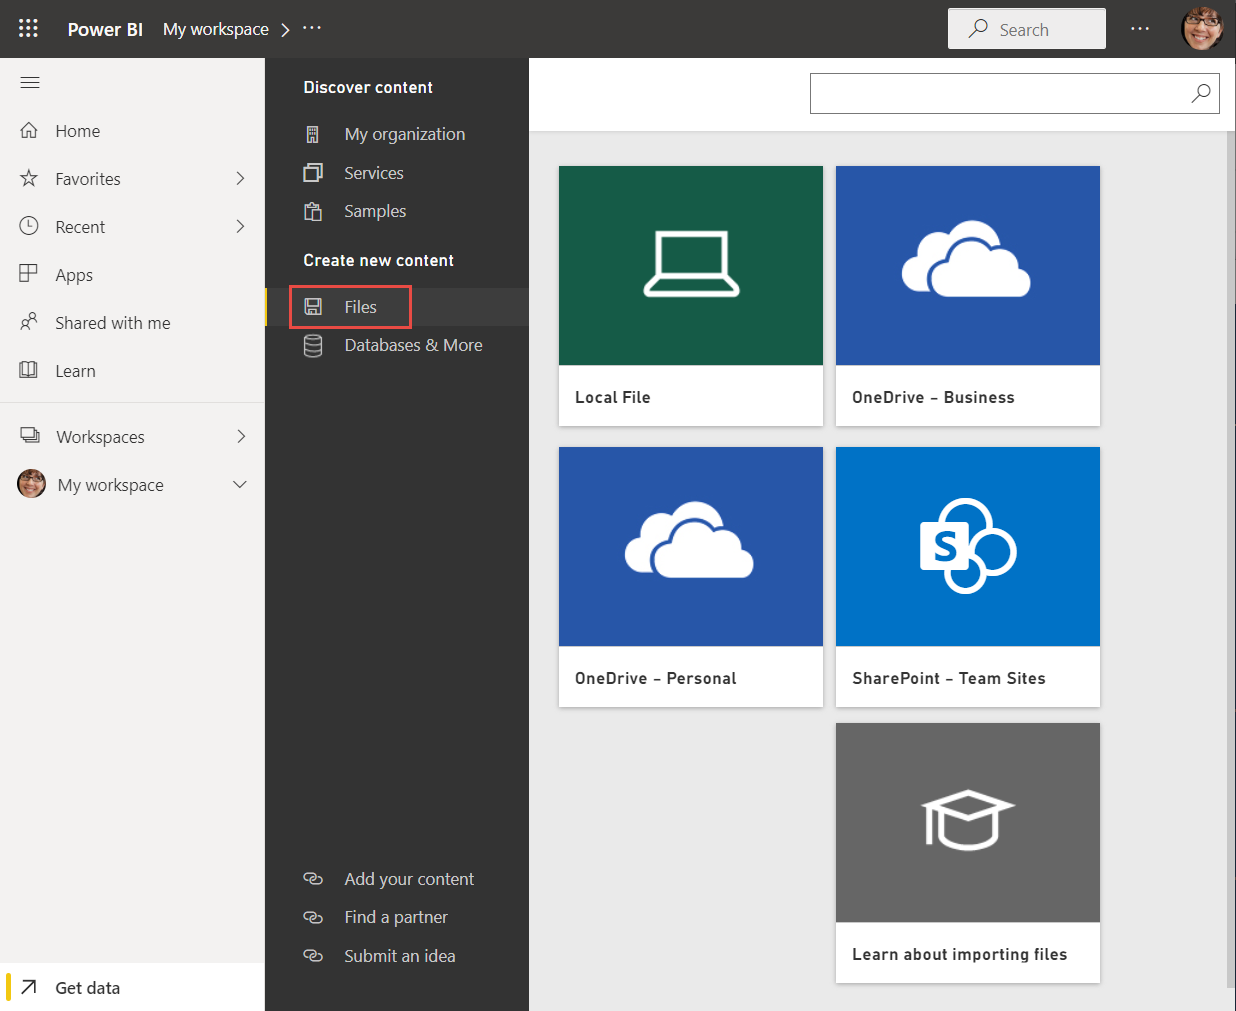 Power BI My workspace
Search
Home
Favorites
Recent
Apps
Shared with me
Learn
Workspaces
My workspace
Get data
Discover content
My organization
Services
Samples
Create new content
Files
Databases & More
Add your content
Find a partner
Submit an idea
Local File
OneDrive – Business
OneDrive – Personal
S
SharePoint – Team Sites
Learn about importing files